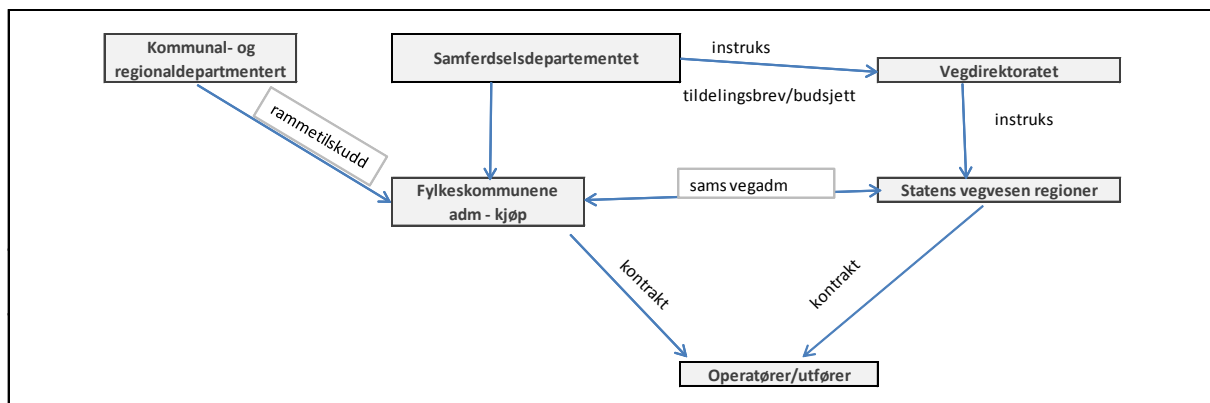 Kommunal- og
regionaldepartmentert
Samferdselsdepartementet
instruks
Vegdirektoratet
tildelingsbrev/budsjett
rammetilskudd
instruks
Fylkeskommunene
adm - kjøp
sams vegadm
Statens vegvesen regioner
kontrakt
kontrakt
Operatører/utfører